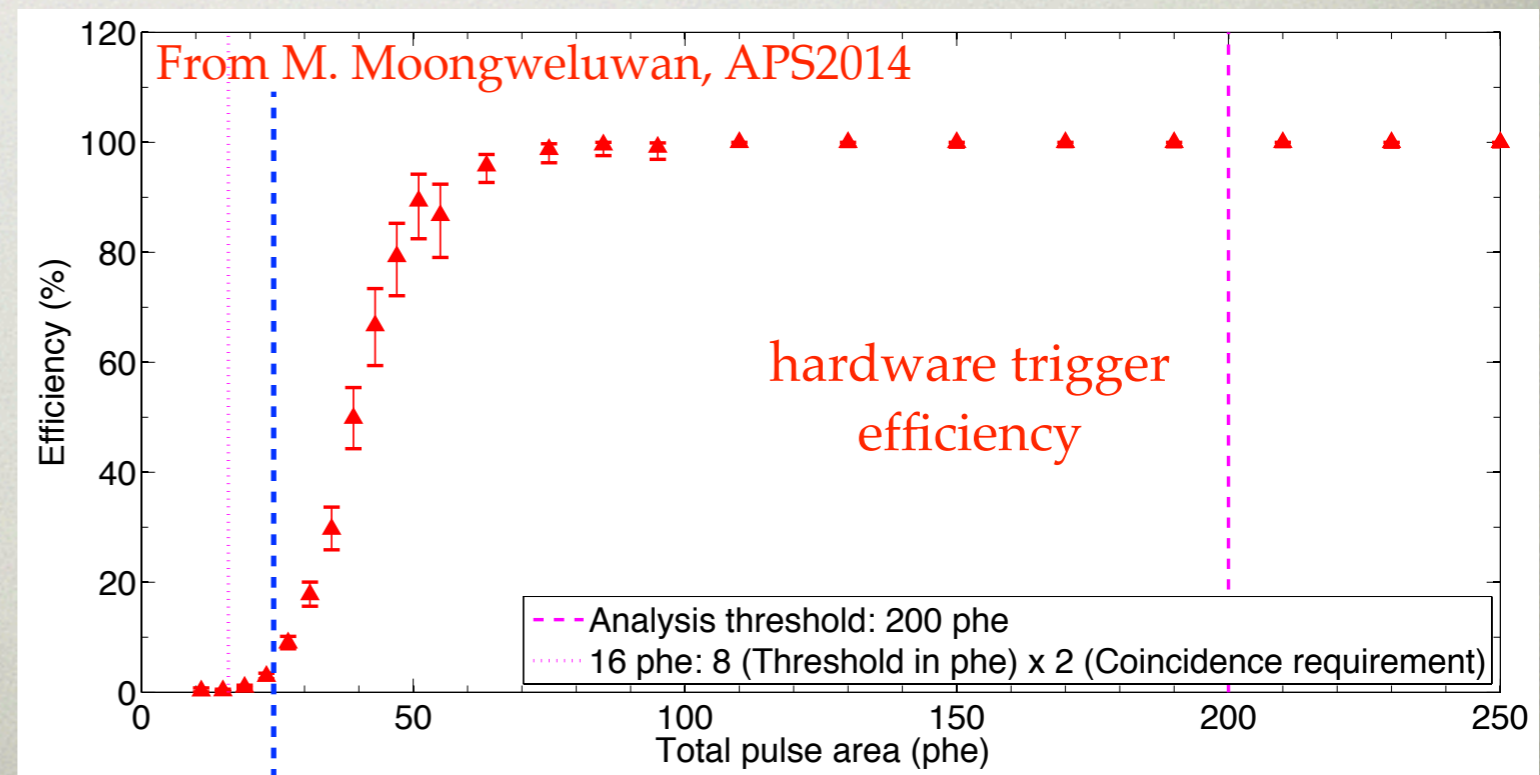 From M. Moongweluwan, APS2014
120
100
80
60
40
20
0
Efficiency (%)
hardware trigger
efficiency
Analysis threshold: 200 phe
16 phe: 8 (Threshold in phe) x 2 (Coincidence requirement)
0 50 100 150 200 250
Total pulse area (phe)